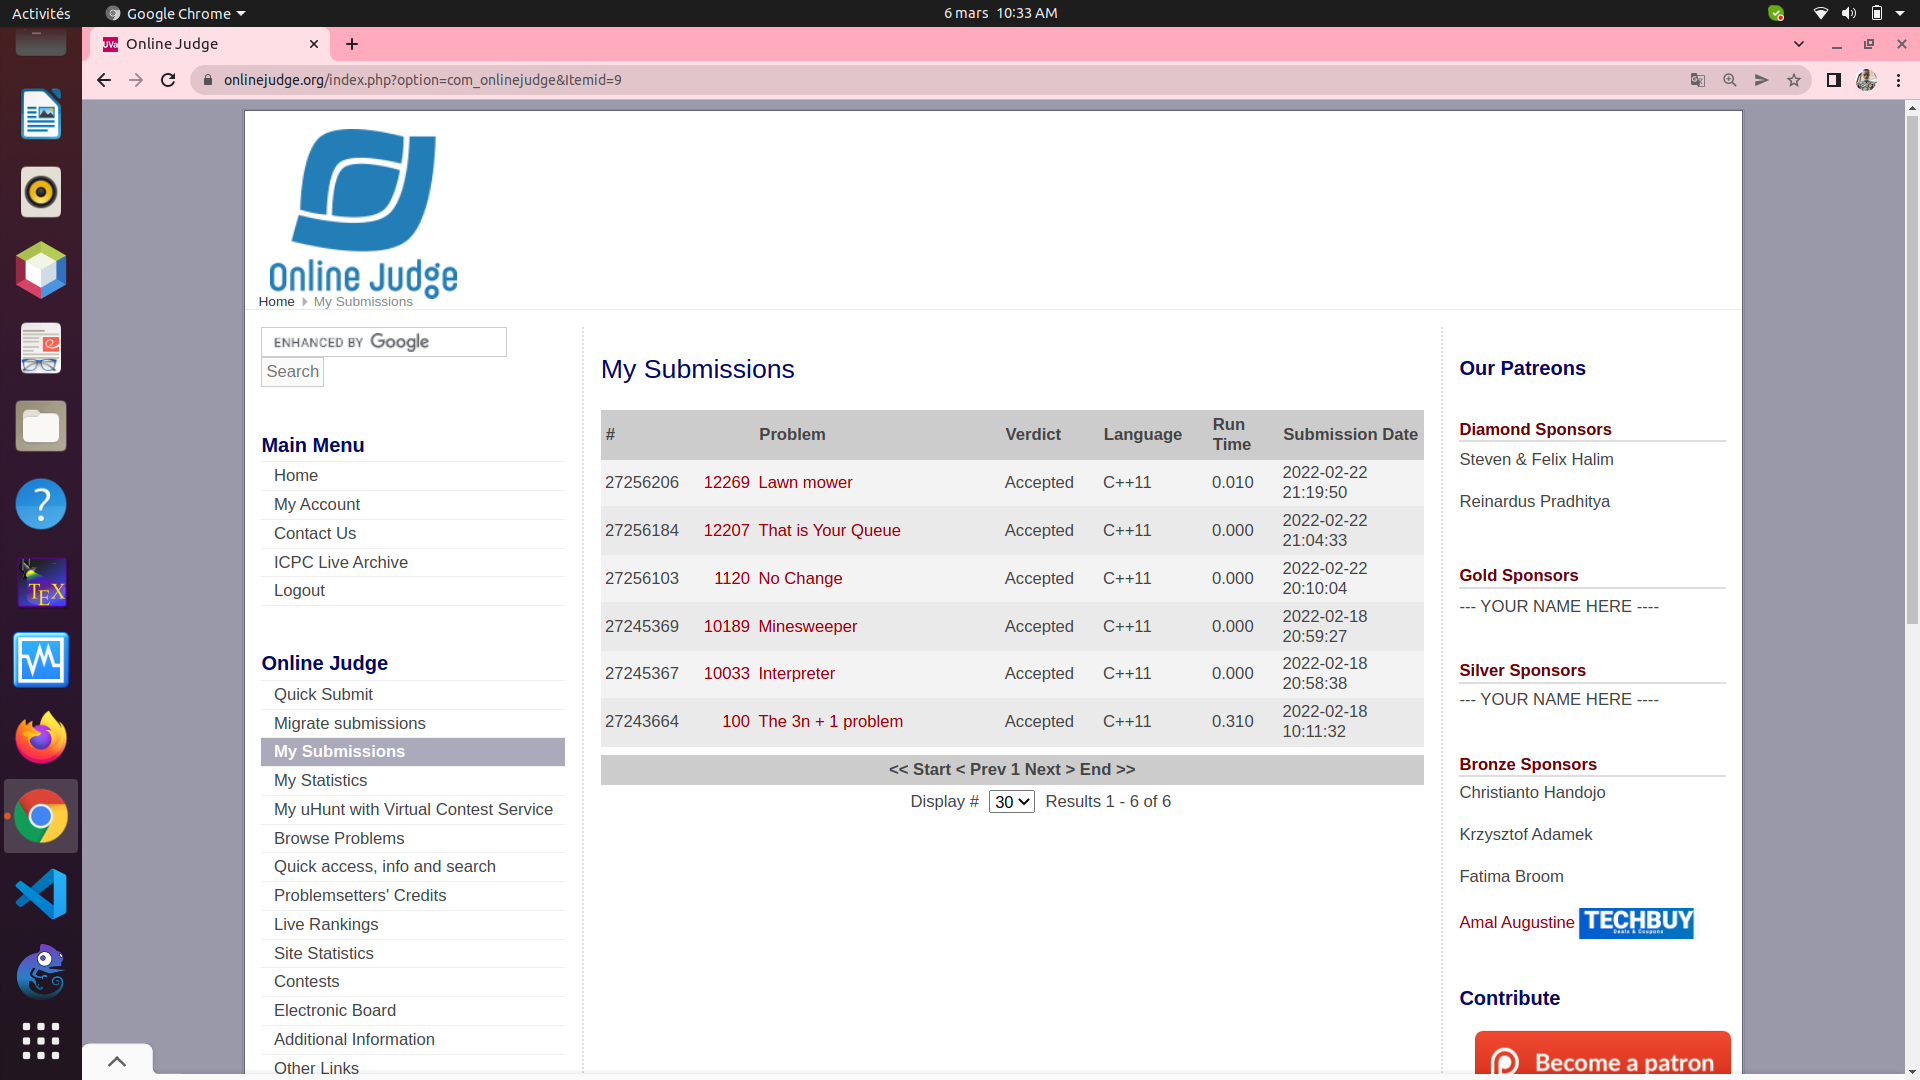 Activités
Google Chrome
6 mars 10:33 AM
UVa
Online Judge
onlinejudge.org/index.php?option=com_onlinejudge&Itemid=9
Online Judge
Home
My Submissions
ENHANCED BY Google
Search
Main Menu
Home
My Account
Contact Us
ICPC Live Archive
Logout
Online Judge
Quick Submit
Migrate submissions
My Submissions
My Statistics
My uHunt with Virtual Contest Service
Browse Problems
Quick access, info and search
Problemsetters' Credits
Live Rankings
Site Statistics
Contests
Electronic Board
Additional Information
Other Links
My Submissions
# Problem Verdict Language Run Time Submission Date
27256206 12269 Lawn mower Accepted C++11 0.010 2022-02-22 21:19:50
27256184 12207 That is Your Queue Accepted C++11 0.000 2022-02-22 21:04:33
27256103 1120 No Change Accepted C++11 0.000 2022-02-22 20:10:04
27245369 10189 Minesweeper Accepted C++11 0.000 2022-02-18 20:59:27
27245367 10033 Interpreter Accepted C++11 0.000 2022-02-18 20:58:38
27243664 100 The 3n + 1 problem Accepted C++11 0.310 2022-02-18 10:11:32
<< Start < Prev 1 Next > End >>
Display # 30 Results 1 - 6 of 6
Our Patreons
Diamond Sponsors
Steven & Felix Halim
Reinardus Pradhitya
Gold Sponsors
--- YOUR NAME HERE ----
Silver Sponsors
--- YOUR NAME HERE ----
Bronze Sponsors
Christianto Handojo
Krzysztof Adamek
Fatima Broom
Amal Augustine TECHBUY
Deals & Coupons
Contribute
Become a patron
TEX